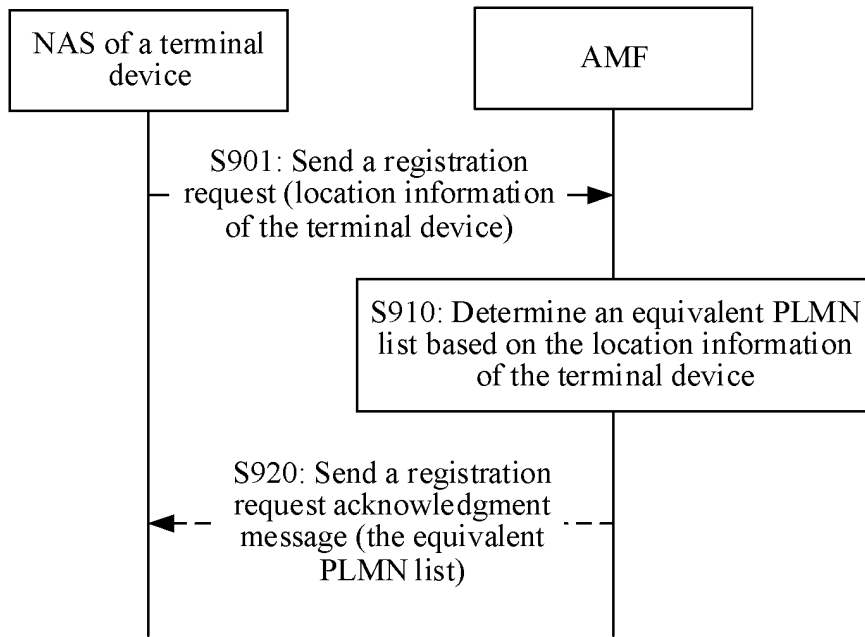 NAS of a terminal
device
AMF
S901: Send a registration
request (location information
of the terminal device)
S910: Determine an equivalent PLMN
list based on the location information
of the terminal device
S920: Send a registration
request acknowledgment
message (the equivalent
PLMN list)